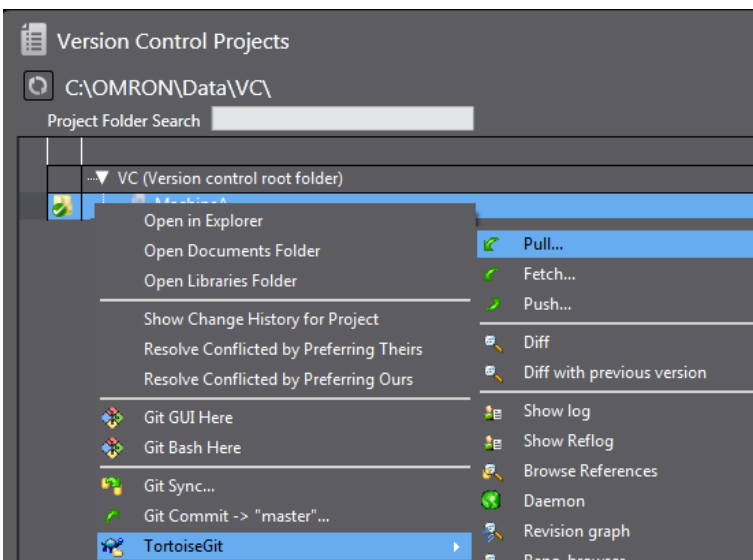 Version Control Projects
C:\OMRON\Data\VC\
Project Folder Search
VC (Version control root folder)
MachineA
Open in Explorer
Open Documents Folder
Open Libraries Folder
Show Change History for Project
Resolve Conflicted by Preferring Theirs
Resolve Conflicted by Preferring Ours
Git GUI Here
Git Bash Here
Git Sync...
Git Commit -> "master"...
TortoiseGit
Pull...
Fetch...
Push...
Diff
Diff with previous version
Show log
Show Reflog
Browse References
Daemon
Revision graph
Repo-browser